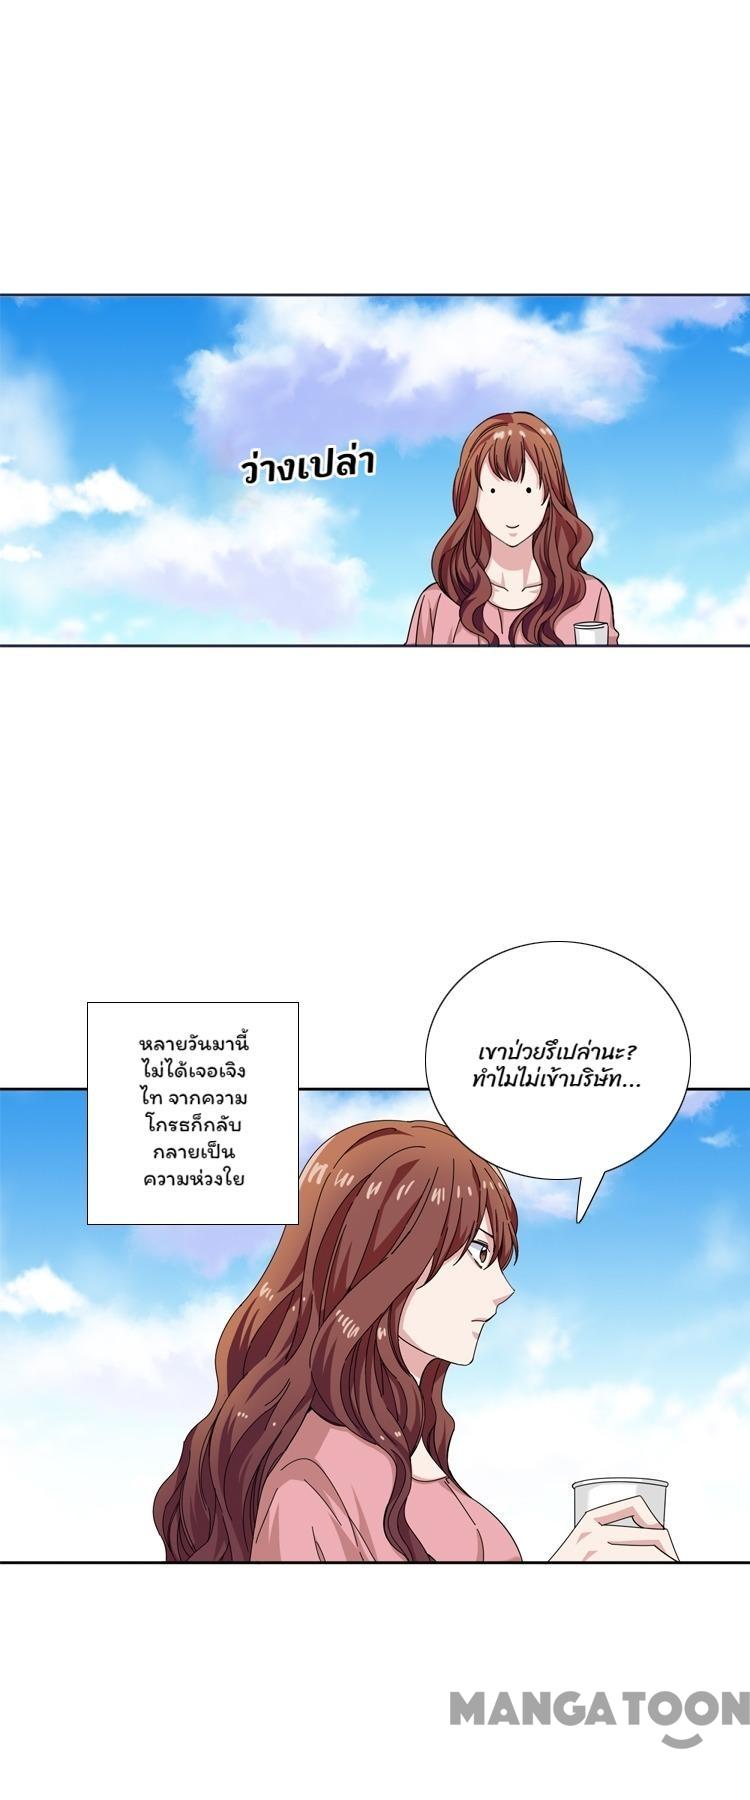 ว่างเปล่า
หลายวันมานี้
ไม่ได้เจอเจิง
ไท จากความ
โกรธก็กลับ
กลายเป็น
ความห่วงใย
เขาป่วยรึเปล่านะ?
ทำไมไม่เข้าบริษัท...
MANGATOON